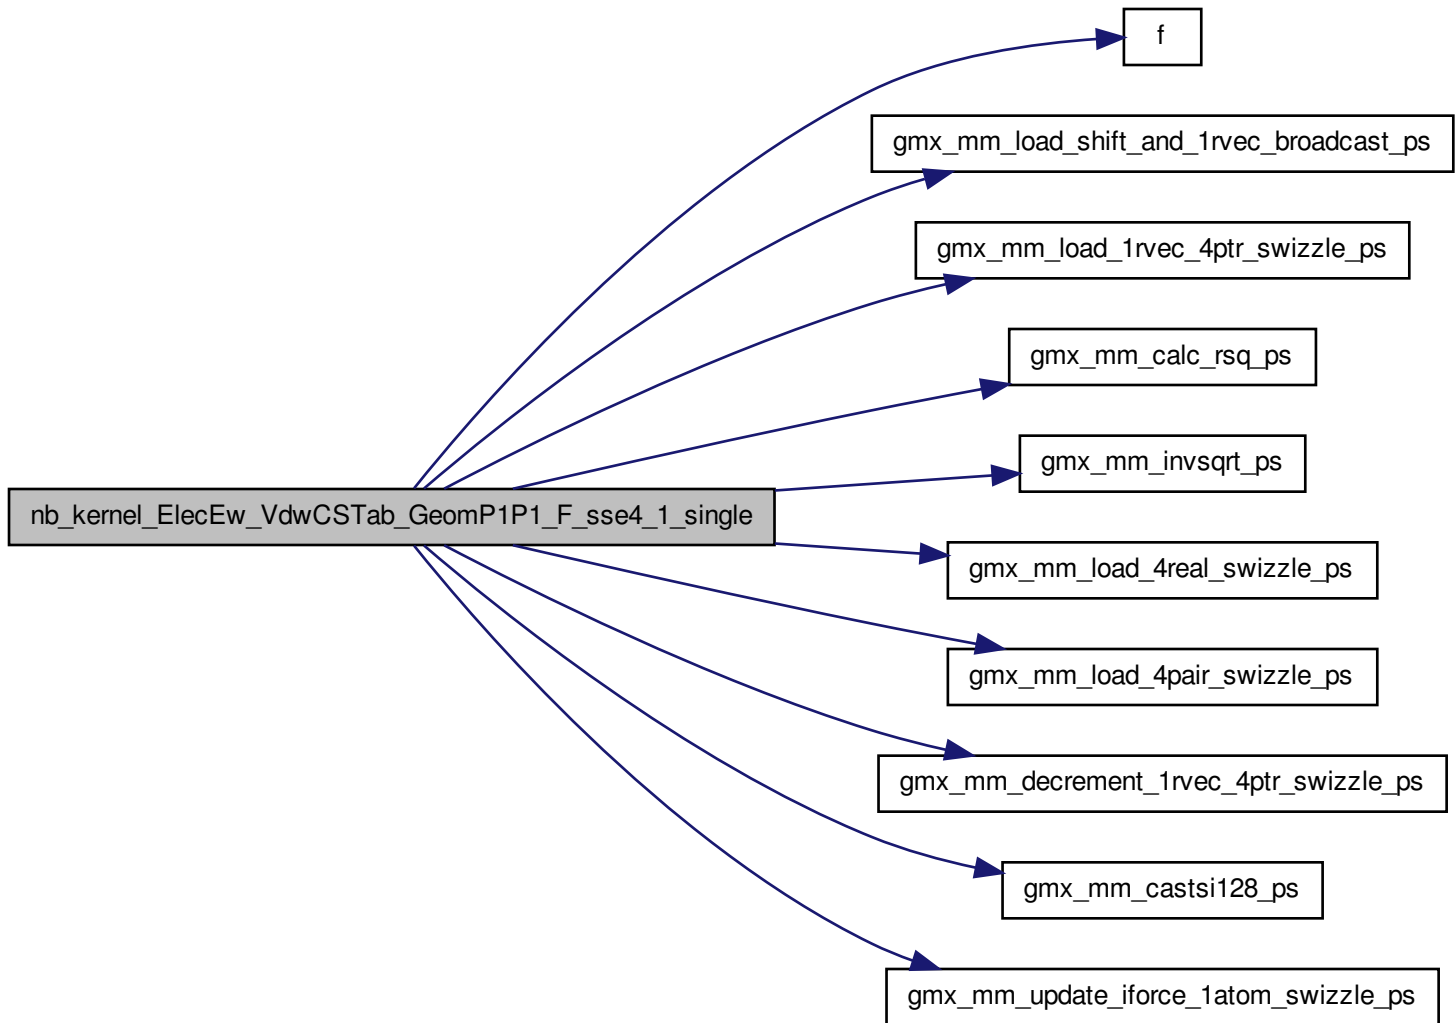 f
gmx_mm_load_shift_and_1rvec_broadcast_ps
gmx_mm_load_1rvec_4ptr_swizzle_ps
gmx_mm_calc_rsq_ps
gmx_mm_invsqrt_ps
nb_kernel_ElecEw_VdwCSTab_GeomP1P1_F_sse4_1_single
gmx_mm_load_4real_swizzle_ps
gmx_mm_load_4pair_swizzle_ps
gmx_mm_decrement_1rvec_4ptr_swizzle_ps
gmx_mm_castsi128_ps
gmx_mm_update_iforce_1atom_swizzle_ps